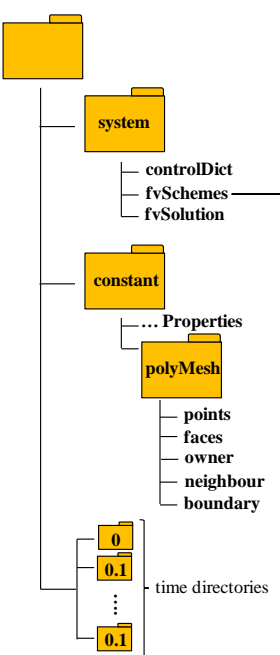 system
controlDict
fvSchemes
fvSolution
constant
... Properties
polyMesh
points
faces
owner
neighbour
boundary
0
0.1
time directories
0.1